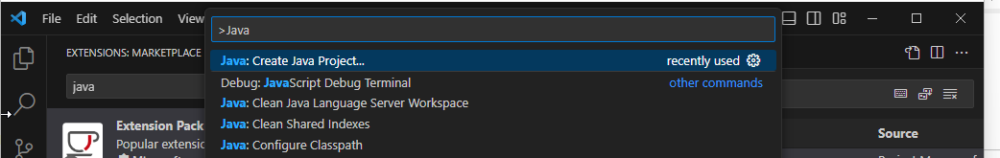 File Edit Selection View
>Java
EXTENSIONS: MARKETPLACE
Java: Create Java Project... recently used
java
Debug: JavaScript Debug Terminal other commands
Java: Clean Java Language Server Workspace
Java: Clean Shared Indexes
Extension Pack
Java: Configure Classpath
Source
Popular extensio